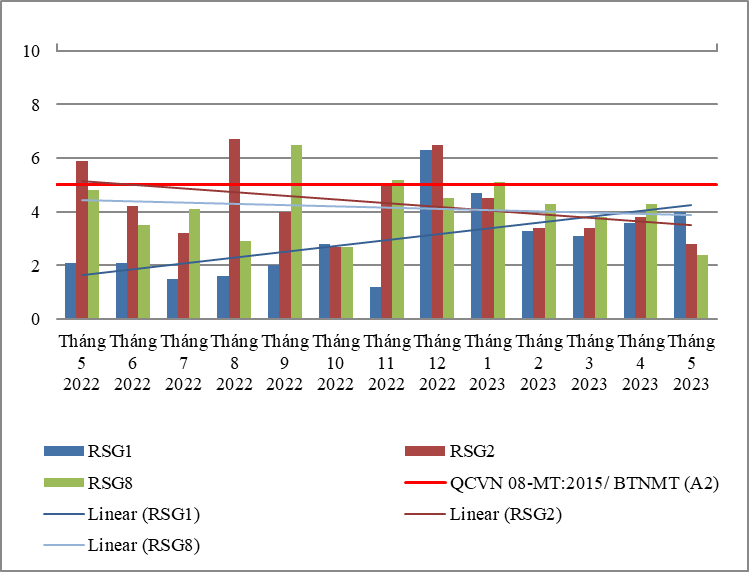 10
8
6
4
2
0
Tháng Tháng Tháng Tháng Tháng Tháng Tháng Tháng Tháng Tháng Tháng Tháng Tháng
5 6 7 8 9 10 11 12 1 2 3 4 5
2022 2022 2022 2022 2022 2022 2022 2022 2023 2023 2023 2023 2023
RSG1 RSG2
RSG8 QCVN 08-MT:2015/ BTNMT (A2)
Linear (RSG1) Linear (RSG2)
Linear (RSG8)